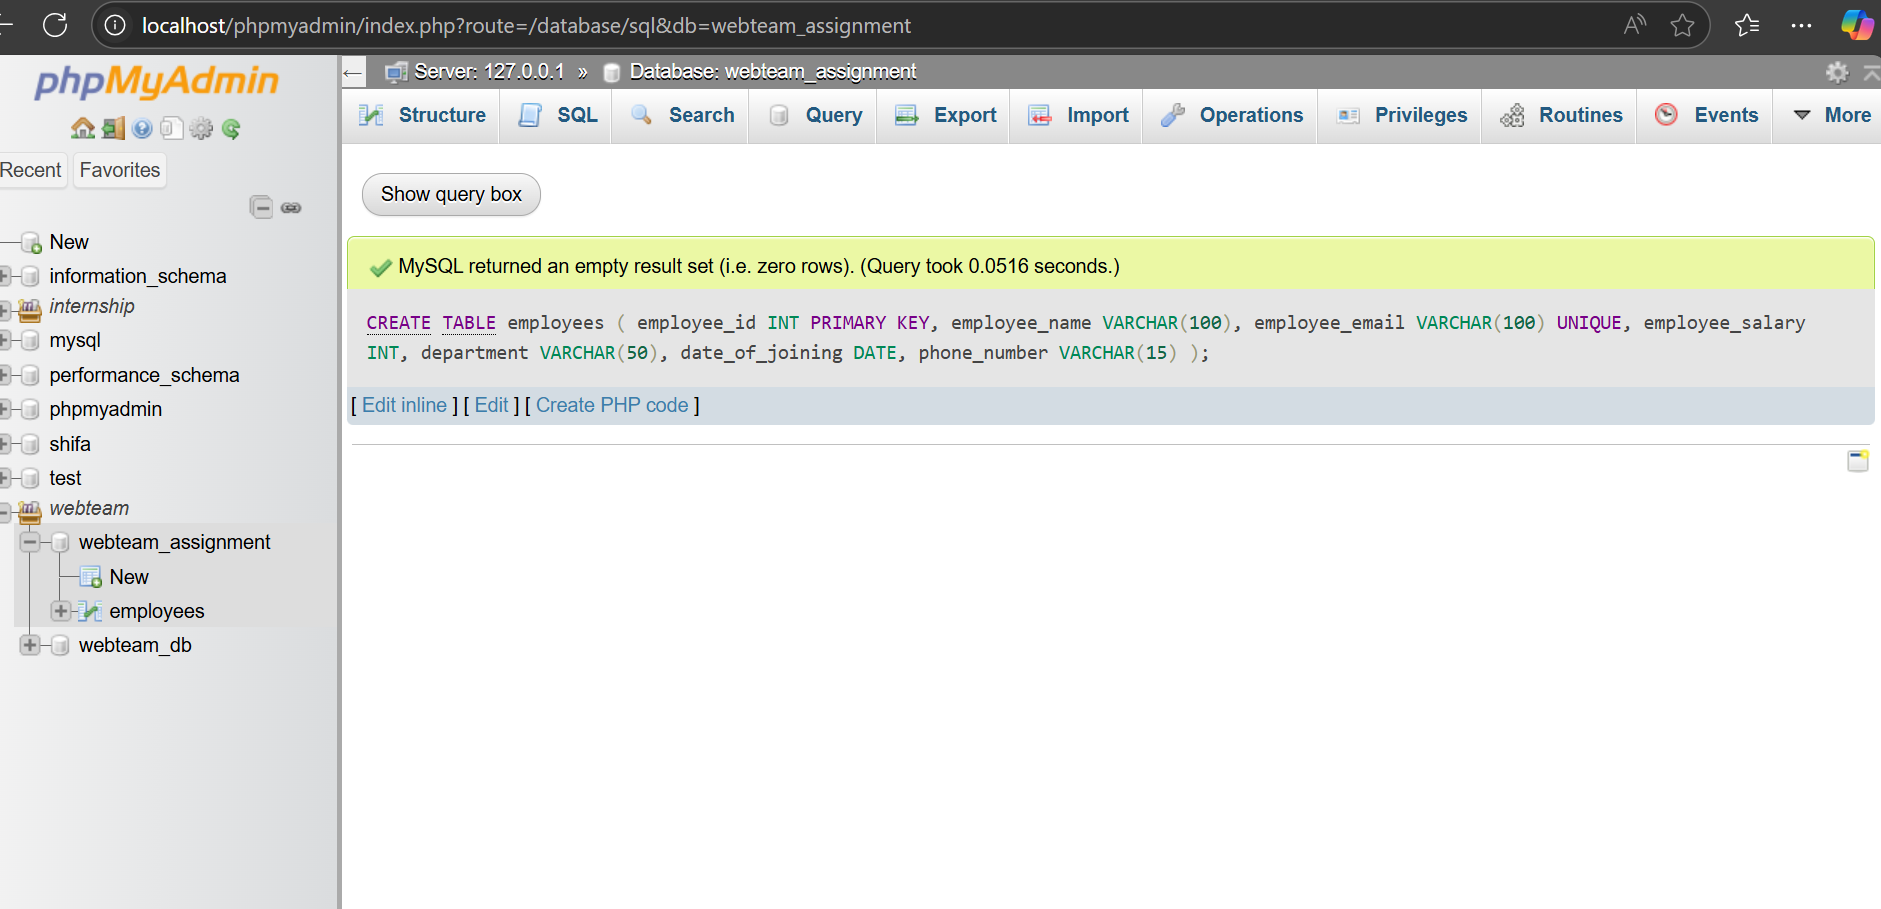 localhost/phpmyadmin/index.php?route=/database/sql&db=webteam_assignment
phpMyAdmin
Recent
Favorites
New
information_schema
internship
mysql
performance_schema
phpmyadmin
shifa
test
webteam
webteam_assignment
New
employees
webteam_db
Server: 127.0.0.1 » Database: webteam_assignment
Structure SQL Search Query Export Import Operations Privileges Routines Events More
Show query box
MySQL returned an empty result set (i.e. zero rows). (Query took 0.0516 seconds.)
CREATE TABLE employees ( employee_id INT PRIMARY KEY, employee_name VARCHAR(100), employee_email VARCHAR(100) UNIQUE, employee_salary
INT, department VARCHAR(50), date_of_joining DATE, phone_number VARCHAR(15) );
[ Edit inline ] [ Edit ] [ Create PHP code ]